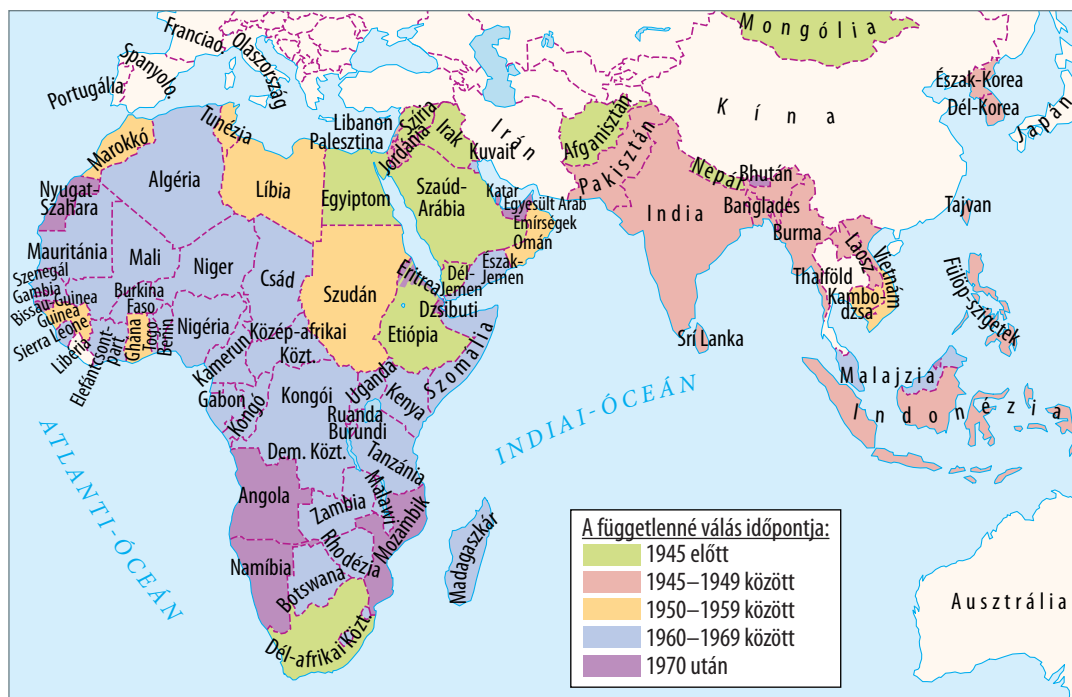 Mongólia
Franciao.
Olaszország
Spanyolo.
Portugália
Észak-Korea
Dél-Korea
Japán
Kína
Szíria
Libanon
Palesztina
Jordánia
Irak
Irán
Afganisztán
Kuvait
Pakisztán
Nepál
Bhután
Marokkó
Tunézia
Algéria
Líbia
Egyiptom
Szaúd-
Arábia
Katar
Egyesült Arab
Emírségek
Omán
India
Banglades
Burma
Tajvan
Nyugat-
Szahara
Mauritánia
Mali
Niger
Csád
Szudán
Eritrea
Dél-
Jemen
Észak-
Jemen
Laosz
Vietnám
Thaiföld
Kambo-
dzsa
Fülöp-szigetek
Szenegál
Gambia
Bissau-Guinea
Guinea
Sierra Leone
Libéria
Elefántcsont-
part
Burkina
Faso
Ghána
Togo
Benin
Nigéria
Kamerun
Közép-afrikai
Közt.
Etiópia
Dzsibuti
Szomália
Srí Lanka
Malajzia
Indonézia
Gabon
Kongó
Kongói
Dem. Közt.
Uganda
Kenya
Ruanda
Burundi
Tanzánia
INDIAI-ÓCEÁN
ATLANTI-ÓCEÁN
Angola
Zambia
Malawi
Mozambik
Madagaszkár
Namíbia
Botswana
Rhodézia
Dél-afrikai Közt.
Ausztrália
A függetlenné válás időpontja:
1945 előtt
1945–1949 között
1950–1959 között
1960–1969 között
1970 után